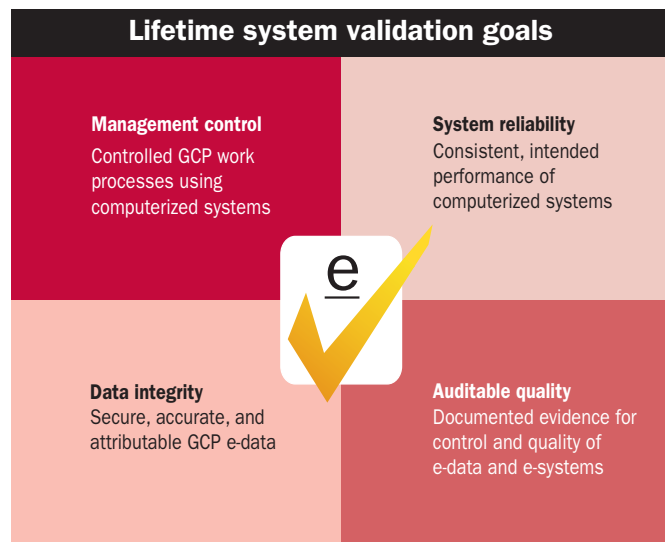 Lifetime system validation goals
Management control
Controlled GCP work
processes using
computerized systems
System reliability
Consistent, intended
performance of
computerized systems
e
Data integrity
Secure, accurate, and
attributable GCP e-data
Auditable quality
Documented evidence for
control and quality of
e-data and e-systems